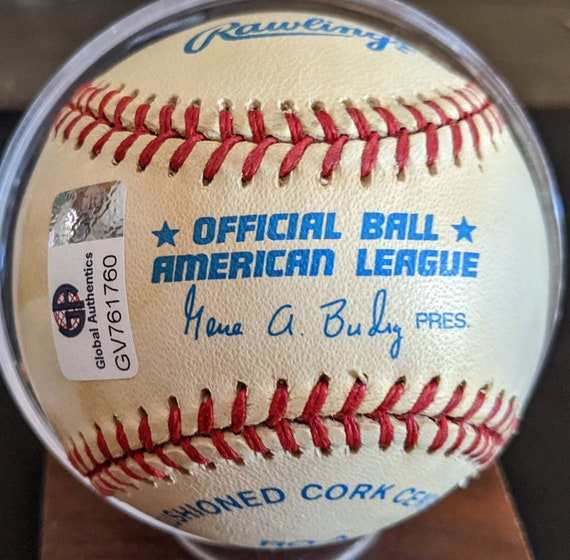 Rawlings
OFFICIAL BALL
AMERICAN LEAGUE
Gene A. Budig PRES.
Global Authentics
GV761760
CORK